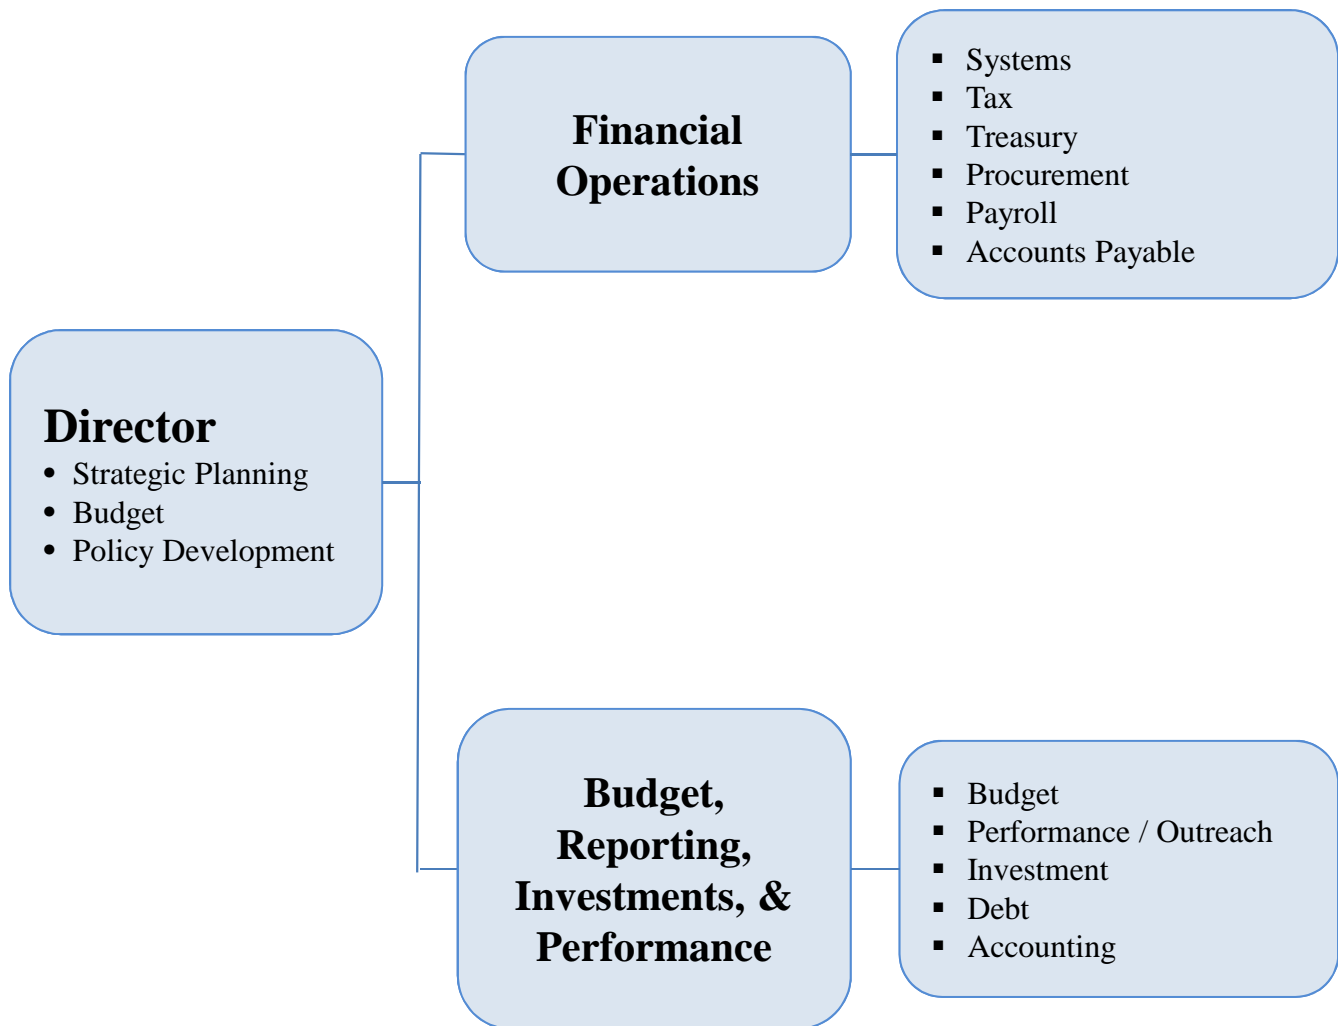 Financial
Operations
▪ Systems
▪ Tax
▪ Treasury
▪ Procurement
▪ Payroll
▪ Accounts Payable
Director
• Strategic Planning
• Budget
• Policy Development
Budget,
Reporting,
Investments, &
Performance
▪ Budget
▪ Performance / Outreach
▪ Investment
▪ Debt
▪ Accounting